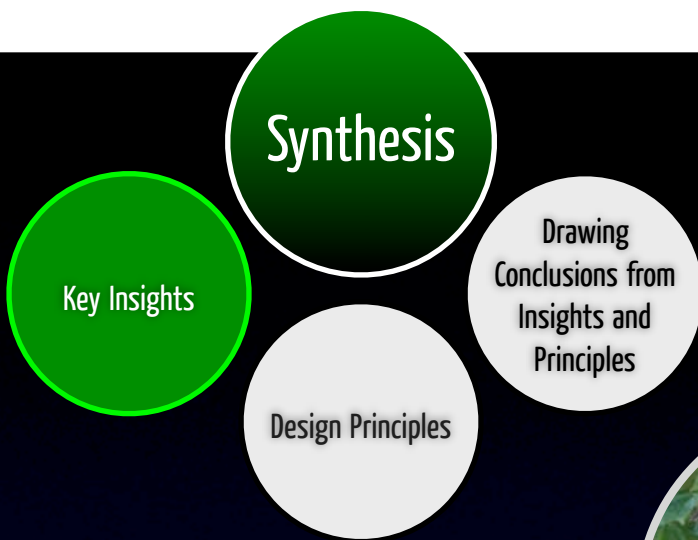 Synthesis
Key Insights
Design Principles
Drawing
Conclusions from
Insights and
Principles